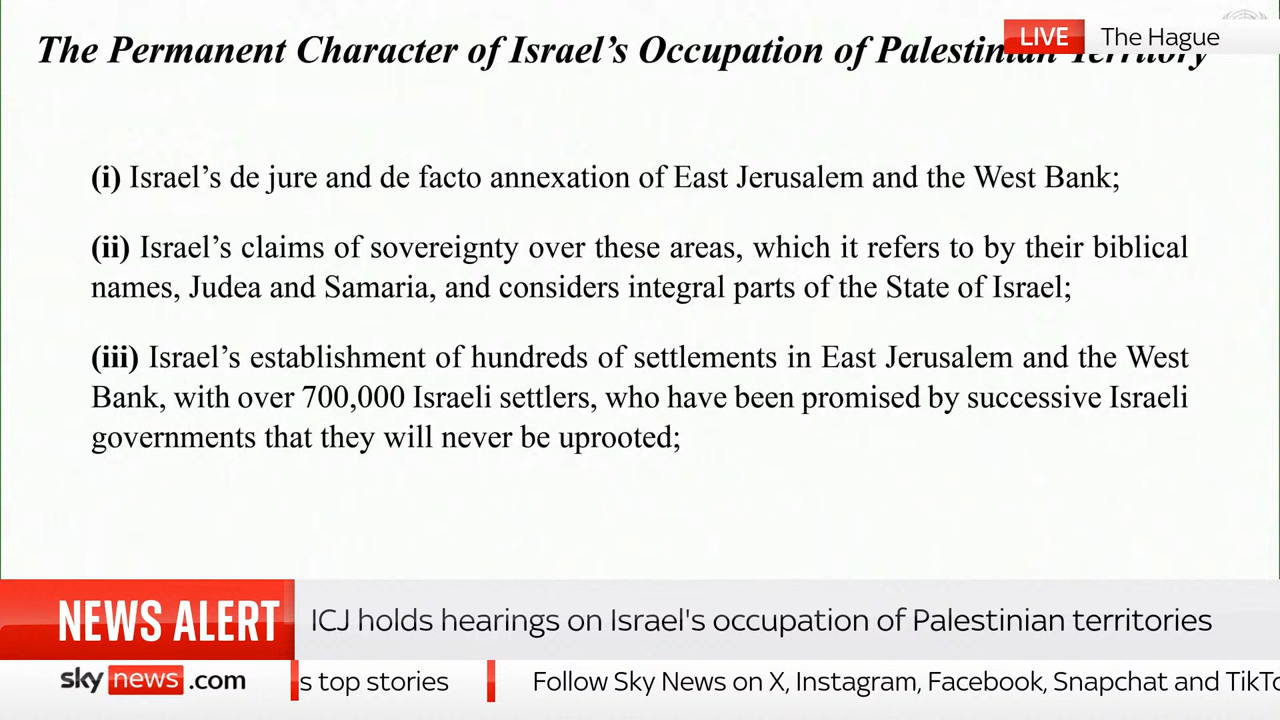 The Permanent Character of Israel's Occupation of Palestinian Territory
LIVE The Hague
(i) Israel's de jure and de facto annexation of East Jerusalem and the West Bank;
(ii) Israel's claims of sovereignty over these areas, which it refers to by their biblical
names, Judea and Samaria, and considers integral parts of the State of Israel;
(iii) Israel's establishment of hundreds of settlements in East Jerusalem and the West
Bank, with over 700,000 Israeli settlers, who have been promised by successive Israeli
governments that they will never be uprooted;
NEWS ALERT
ICJ holds hearings on Israel's occupation of Palestinian territories
sky news.com
s top stories
Follow Sky News on X, Instagram, Facebook, Snapchat and TikTo